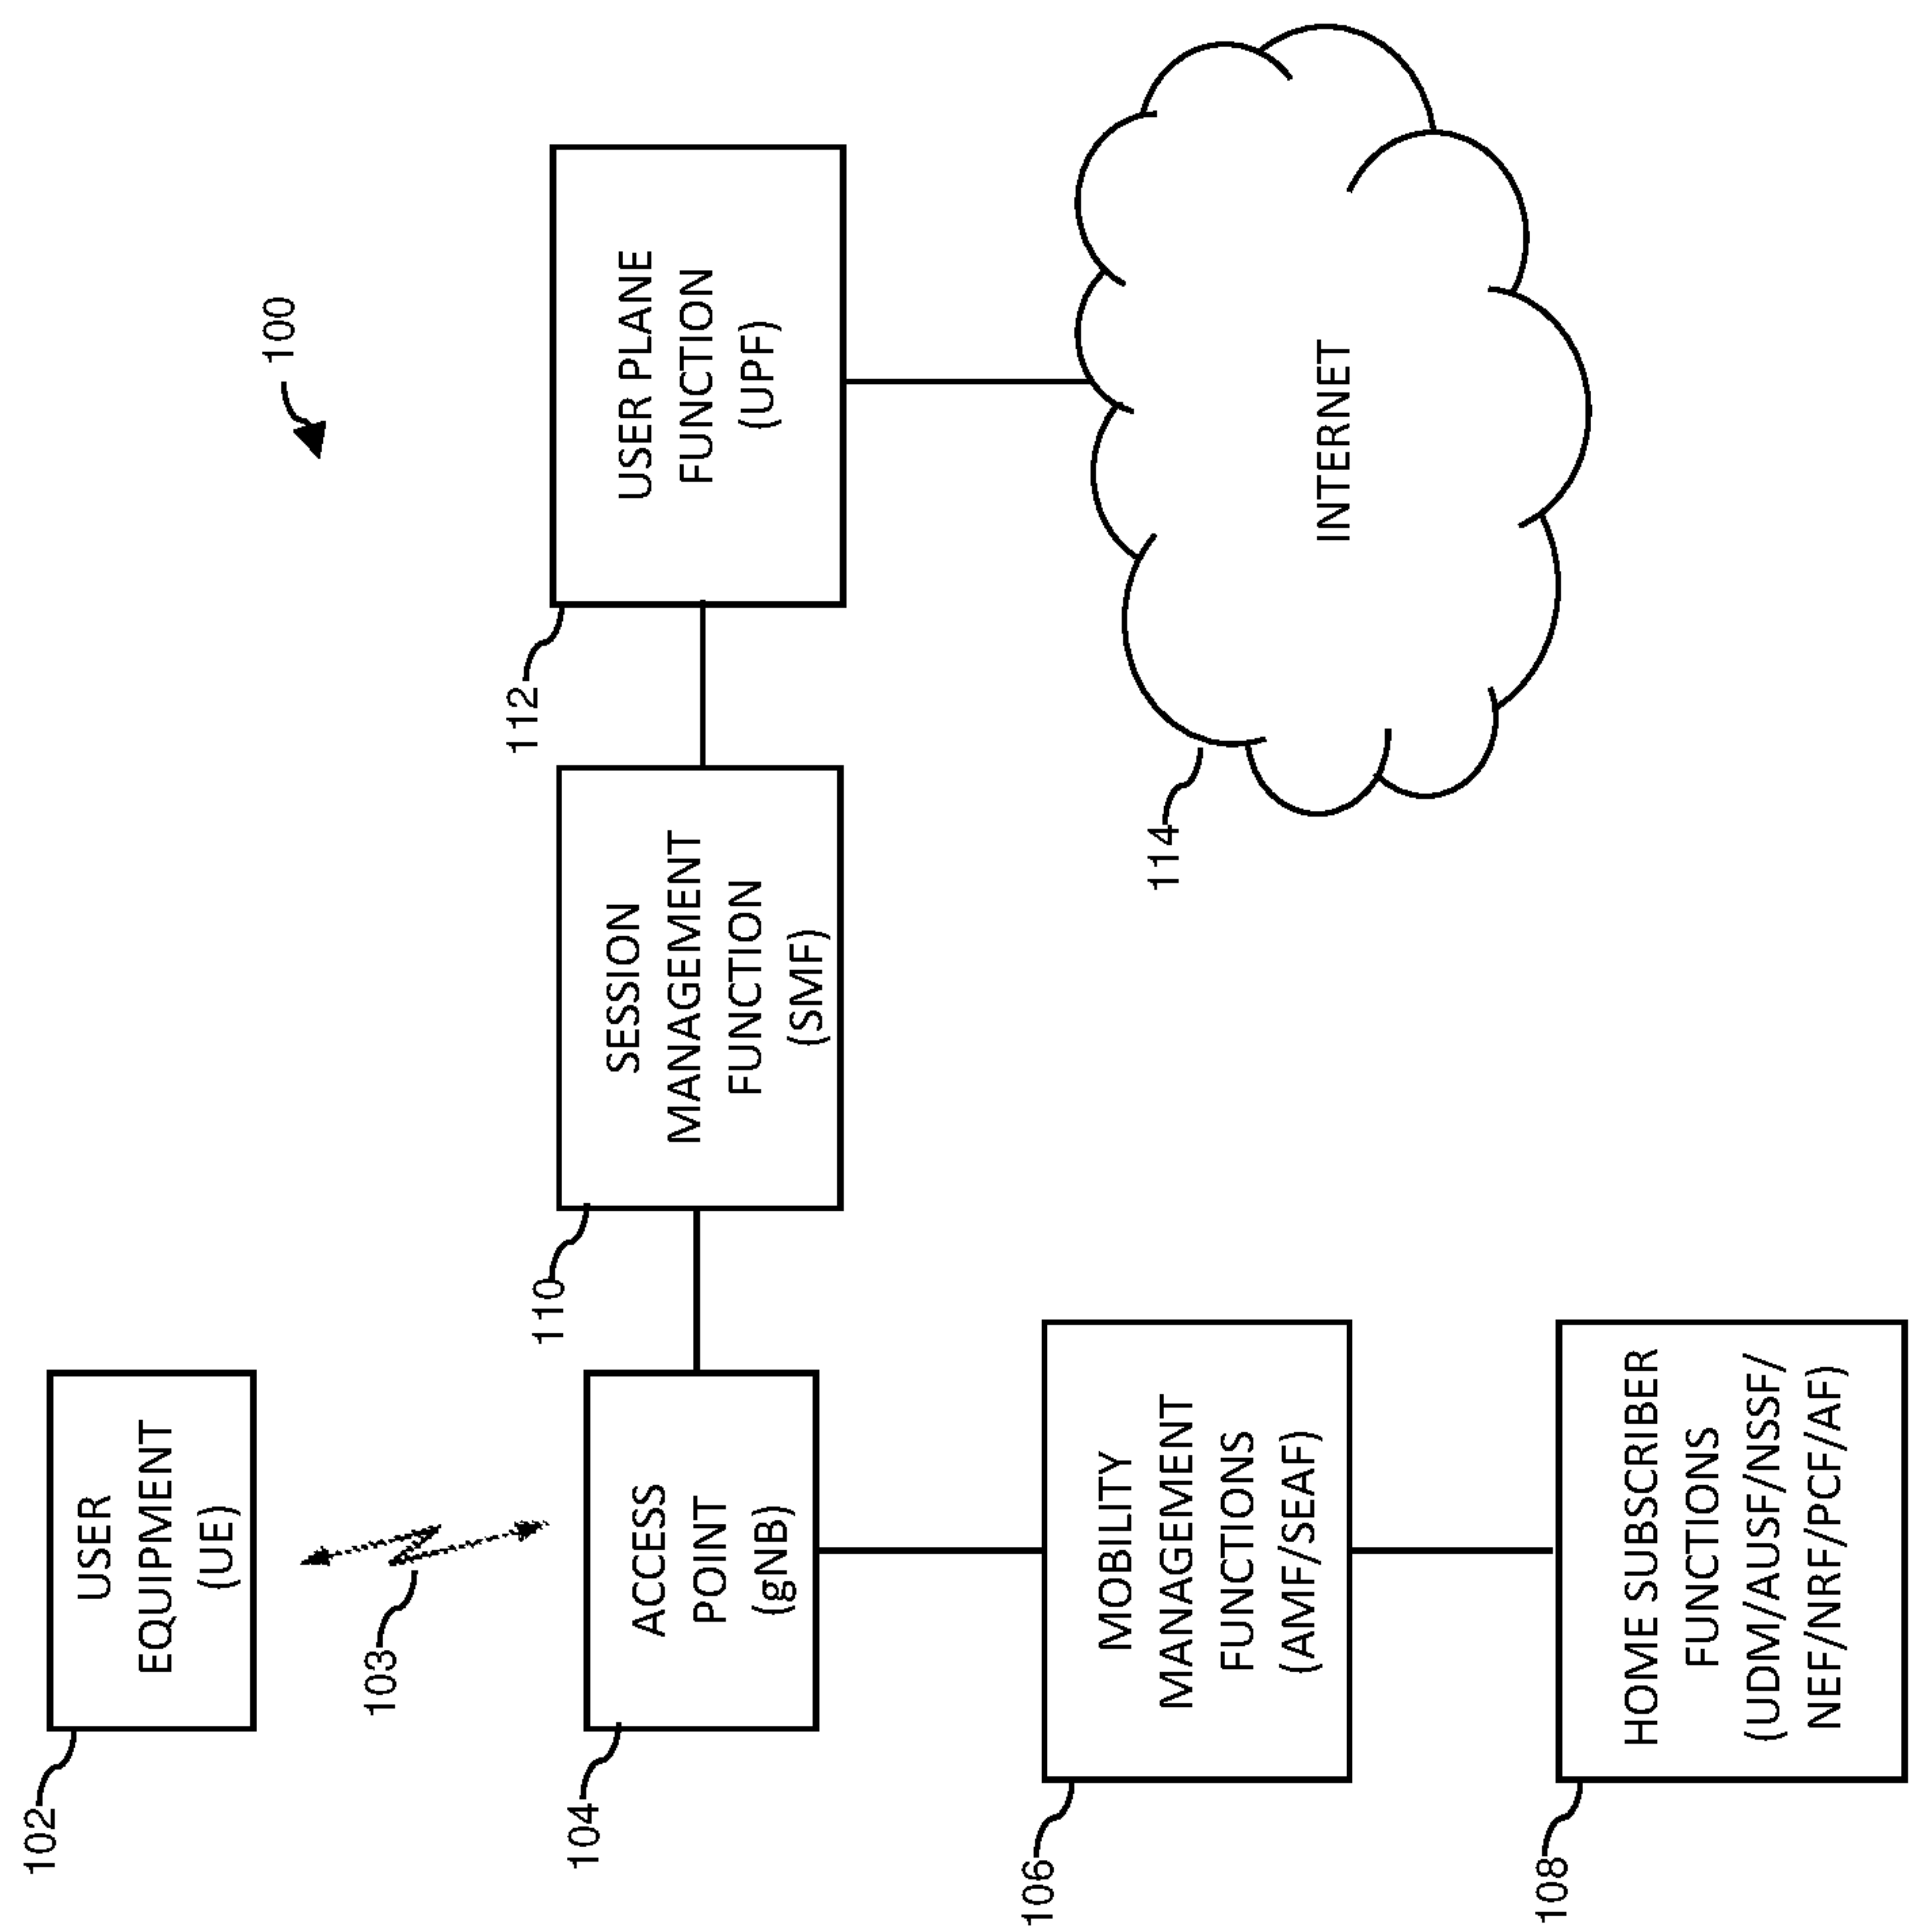 100
102
USER
EQUIPMENT
(UE)
103
104
ACCESS
POINT
(gNB)
110
SESSION
MANAGEMENT
FUNCTION
(SMF)
112
USER PLANE
FUNCTION
(UPF)
106
MOBILITY
MANAGEMENT
FUNCTIONS
(AMF/SEAF)
114
INTERNET
108
HOME SUBSCRIBER
FUNCTIONS
(UDM/AUSF/NSSF/
NEF/NRF/PCF/AF)